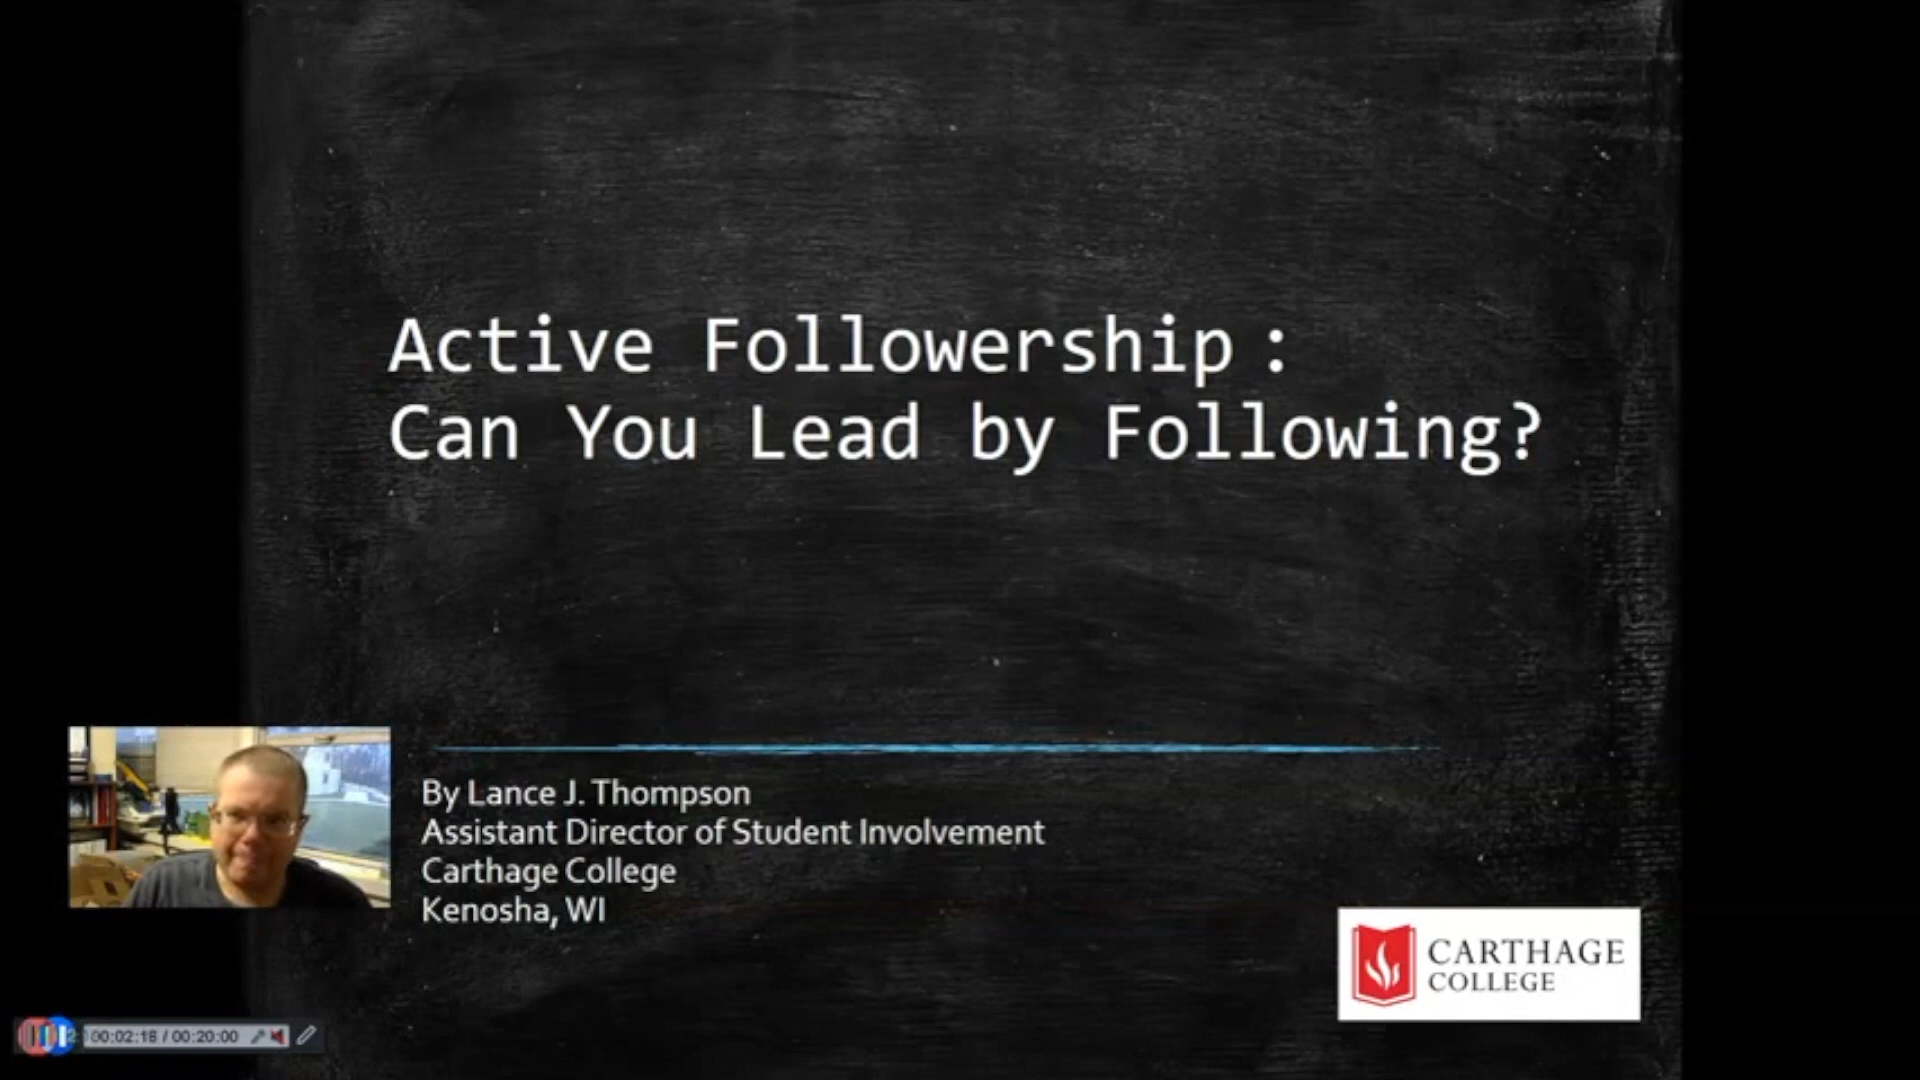 Active Followership:
Can You Lead by Following?
By Lance J. Thompson
Assistant Director of Student Involvement
Carthage College
Kenosha, WI
CARTHAGE
COLLEGE
00:02:16 / 00:20:00